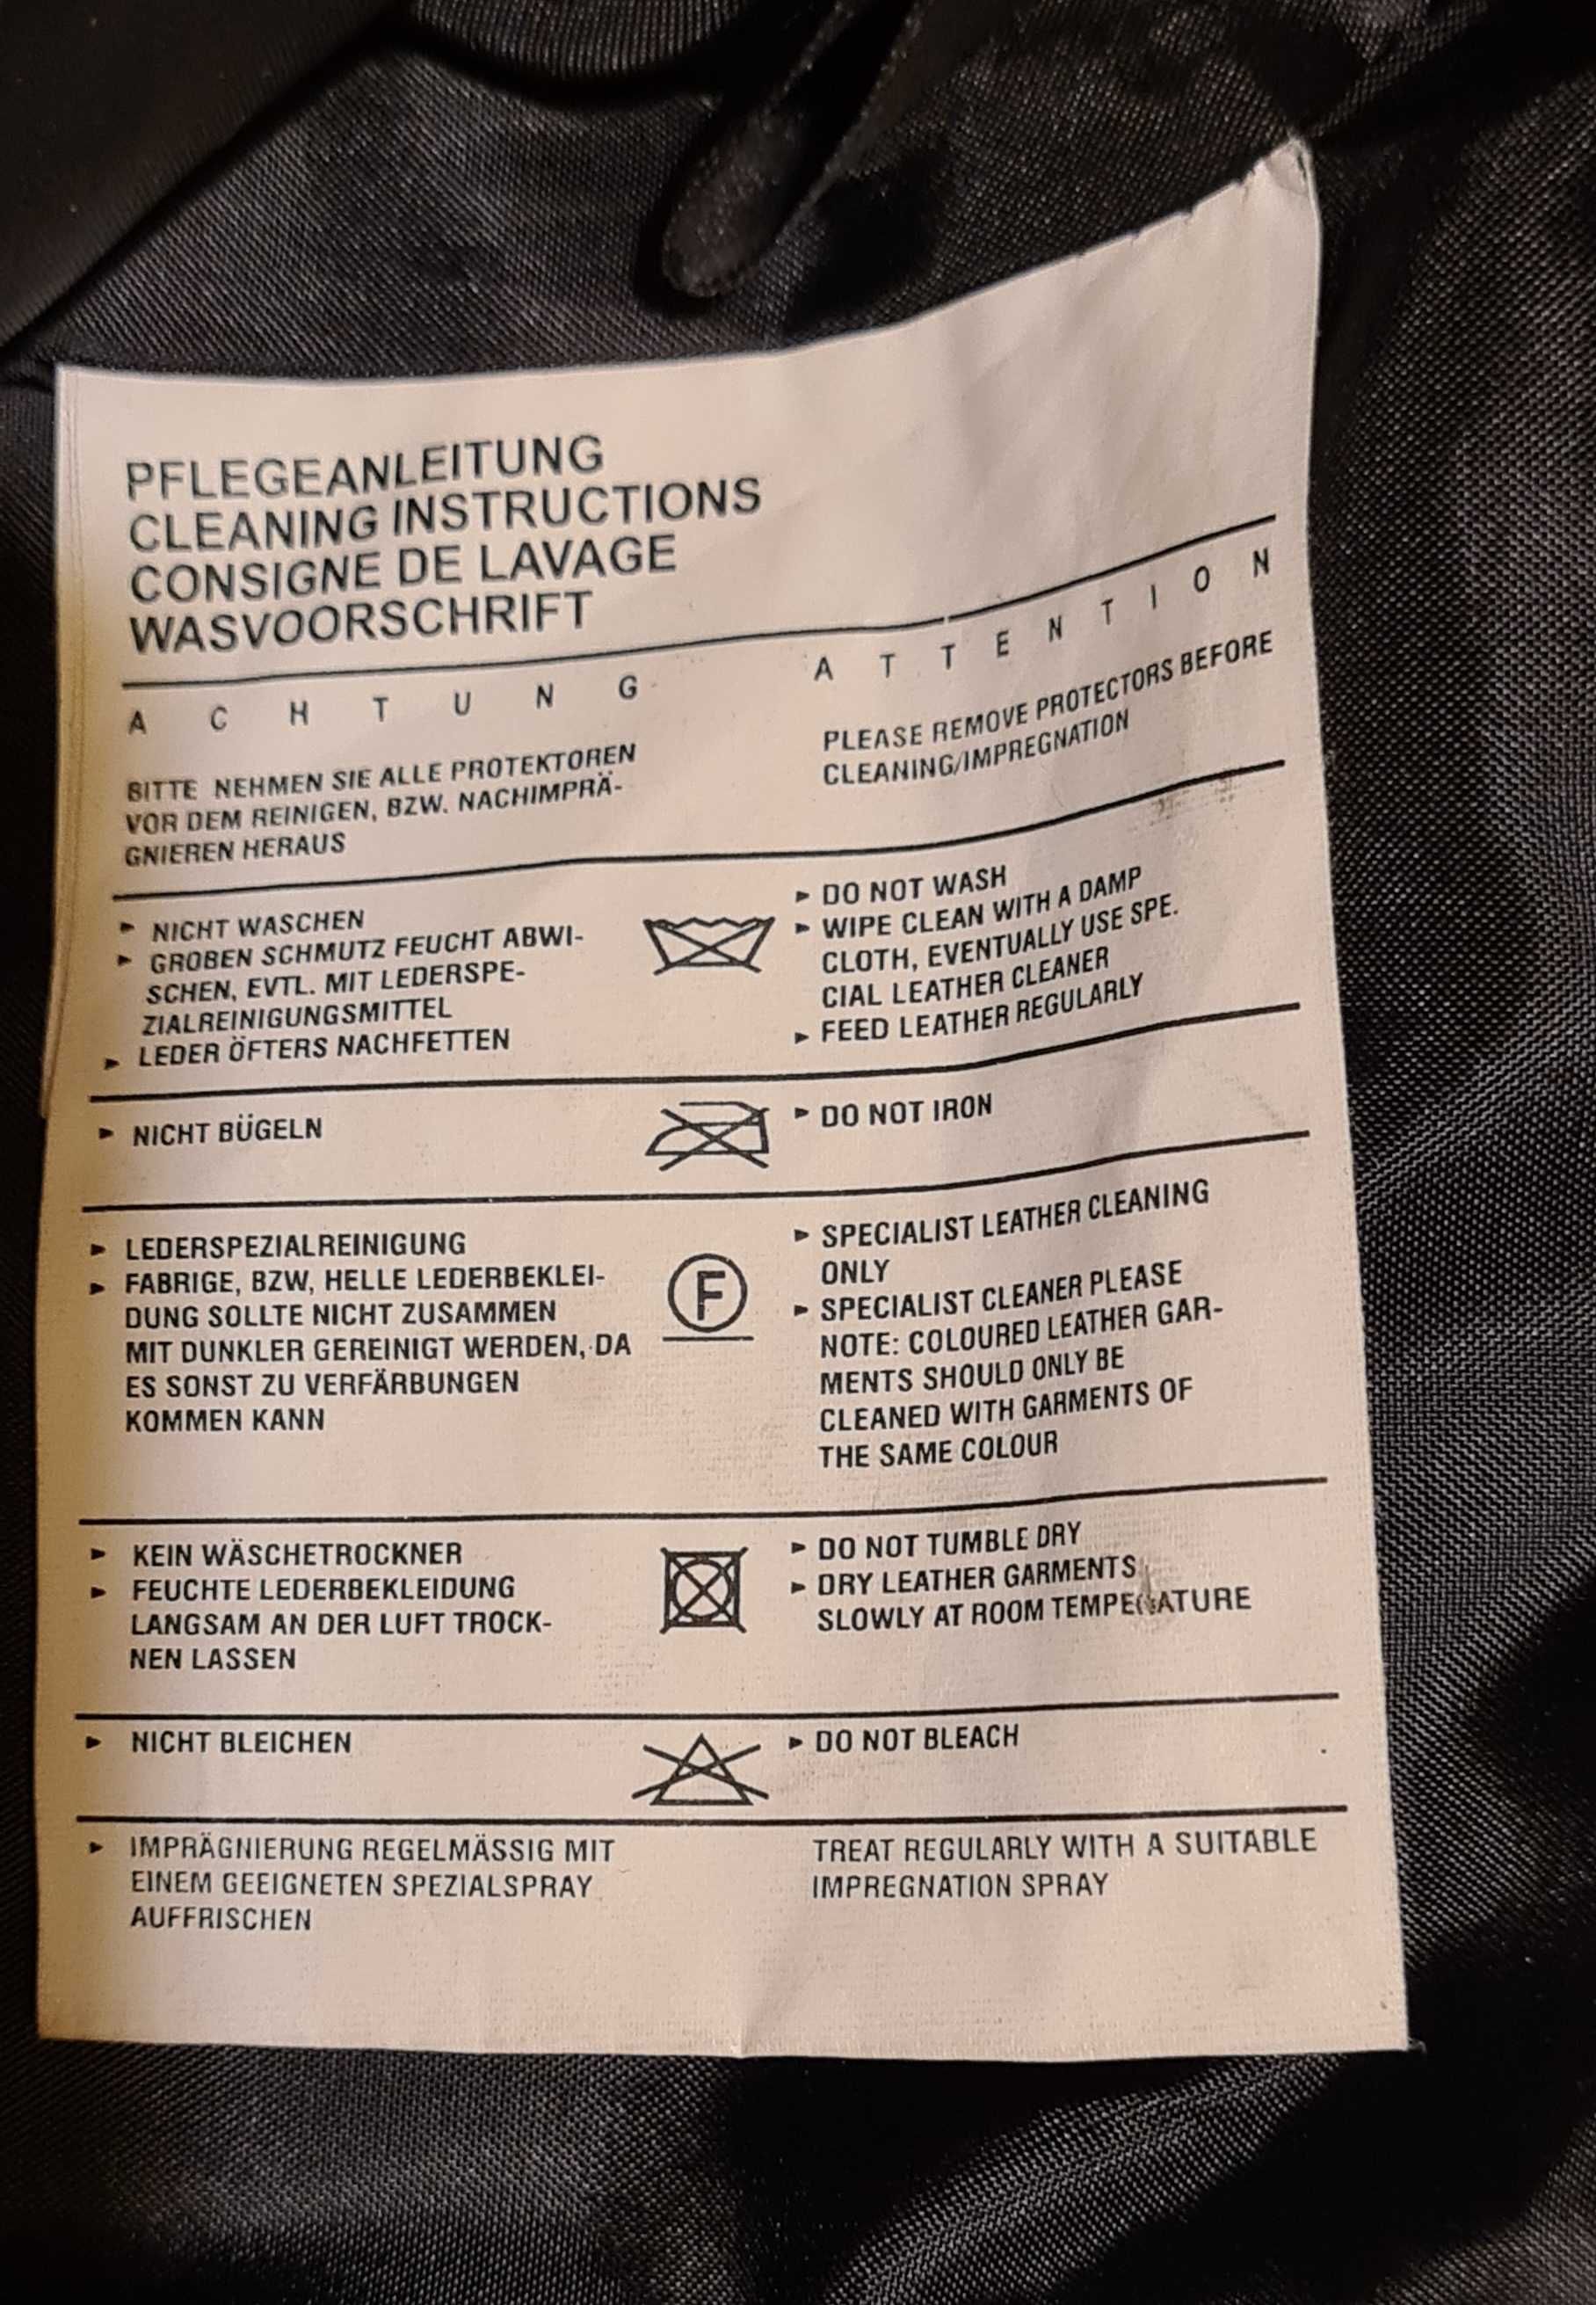 PFLEGEANLEITUNG
CLEANING INSTRUCTIONS
CONSIGNE DE LAVAGE
WASVOORSCHRIFT
ACHTUNG
BITTE NEHMEN SIE ALLE PROTEKTOREN
VOR DEM REINIGEN, BZW. NACHIMPRÄ-
GNIEREN HERAUS
ATTENTION
PLEASE REMOVE PROTECTORS BEFORE
CLEANING/IMPREGNATION
► NICHT WASCHEN
► GROBEN SCHMUTZ FEUCHT ABWI-
SCHEN, EVTL. MIT LEDERSPE-
ZIALREINIGUNGSMITTEL
► LEDER ÖFTERS NACHFETTEN
► DO NOT WASH
► WIPE CLEAN WITH A DAMP
CLOTH, EVENTUALLY USE SPE.
CIAL LEATHER CLEANER
► FEED LEATHER REGULARLY
► NICHT BÜGELN
► DO NOT IRON
► LEDERSPEZIALREINIGUNG
► FABRIGE, BZW, HELLE LEDERBEKLEI-
DUNG SOLLTE NICHT ZUSAMMEN
MIT DUNKLER GEREINIGT WERDEN, DA
ES SONST ZU VERFÄRBUNGEN
KOMMEN KANN
F
► SPECIALIST LEATHER CLEANING
ONLY
► SPECIALIST CLEANER PLEASE
NOTE: COLOURED LEATHER GAR-
MENTS SHOULD ONLY BE
CLEANED WITH GARMENTS OF
THE SAME COLOUR
► KEIN WÄSCHETROCKNER
► FEUCHTE LEDERBEKLEIDUNG
LANGSAM AN DER LUFT TROCK-
NEN LASSEN
► DO NOT TUMBLE DRY
► DRY LEATHER GARMENTS
SLOWLY AT ROOM TEMPERATURE
► NICHT BLEICHEN
► DO NOT BLEACH
► IMPRÄGNIERUNG REGELMÄSSIG MIT
EINEM GEEIGNETEN SPEZIALSPRAY
AUFFRISCHEN
TREAT REGULARLY WITH A SUITABLE
IMPREGNATION SPRAY